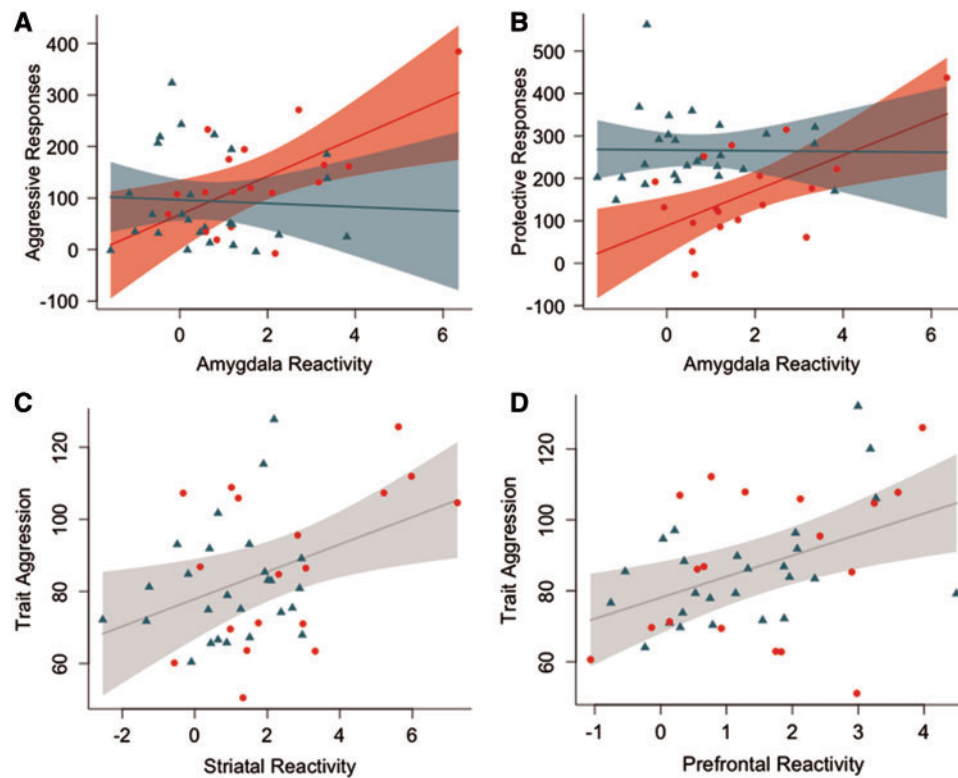 A
Aggressive Responses
400
300
200
100
0
-100
0 2 4 6
Amygdala Reactivity
B
Protective Responses
500
400
300
200
100
0
-100
0 2 4 6
Amygdala Reactivity
C
Trait Aggression
120
100
80
60
-2 0 2 4 6
Striatal Reactivity
D
Trait Aggression
120
100
80
60
-1 0 1 2 3 4
Prefrontal Reactivity